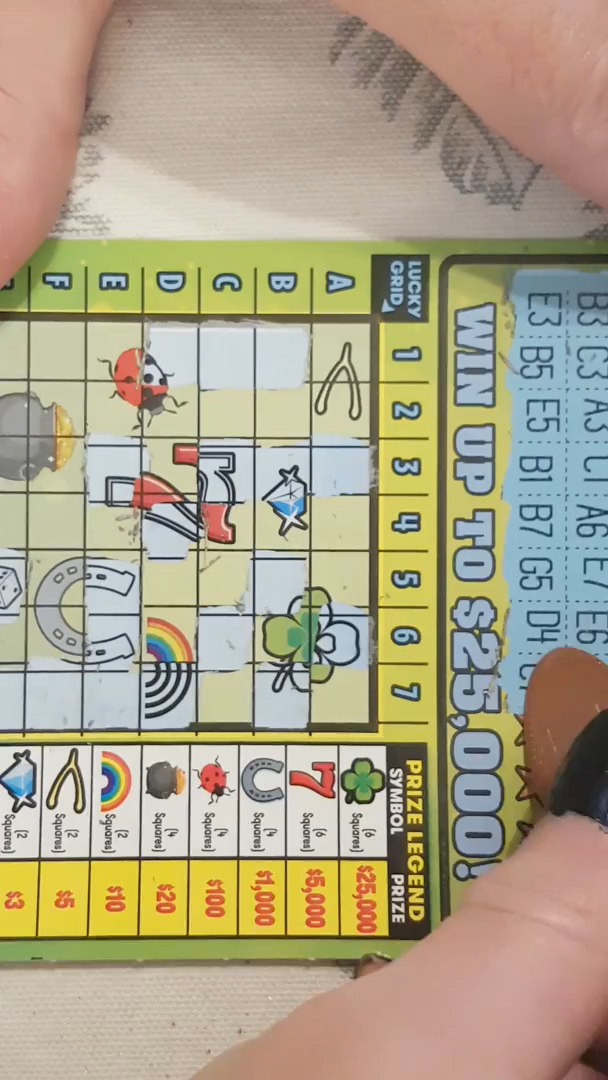 B3 C3 A3 C1 A6 E7 E6
E3 B5 E5 B1 B7 G5 D4
WIN UP TO $25,000!
LUCKY
GRID
1 2 3 4 5 6 7
A
B
C
D
E
F
PRIZE LEGEND
SYMBOL PRIZE
(6 Squares) $25,000
7 (6 Squares) $5,000
(4 Squares) $1,000
(4 Squares) $100
(4 Squares) $20
(2 Squares) $10
(2 Squares) $5
(2 Squares) $3